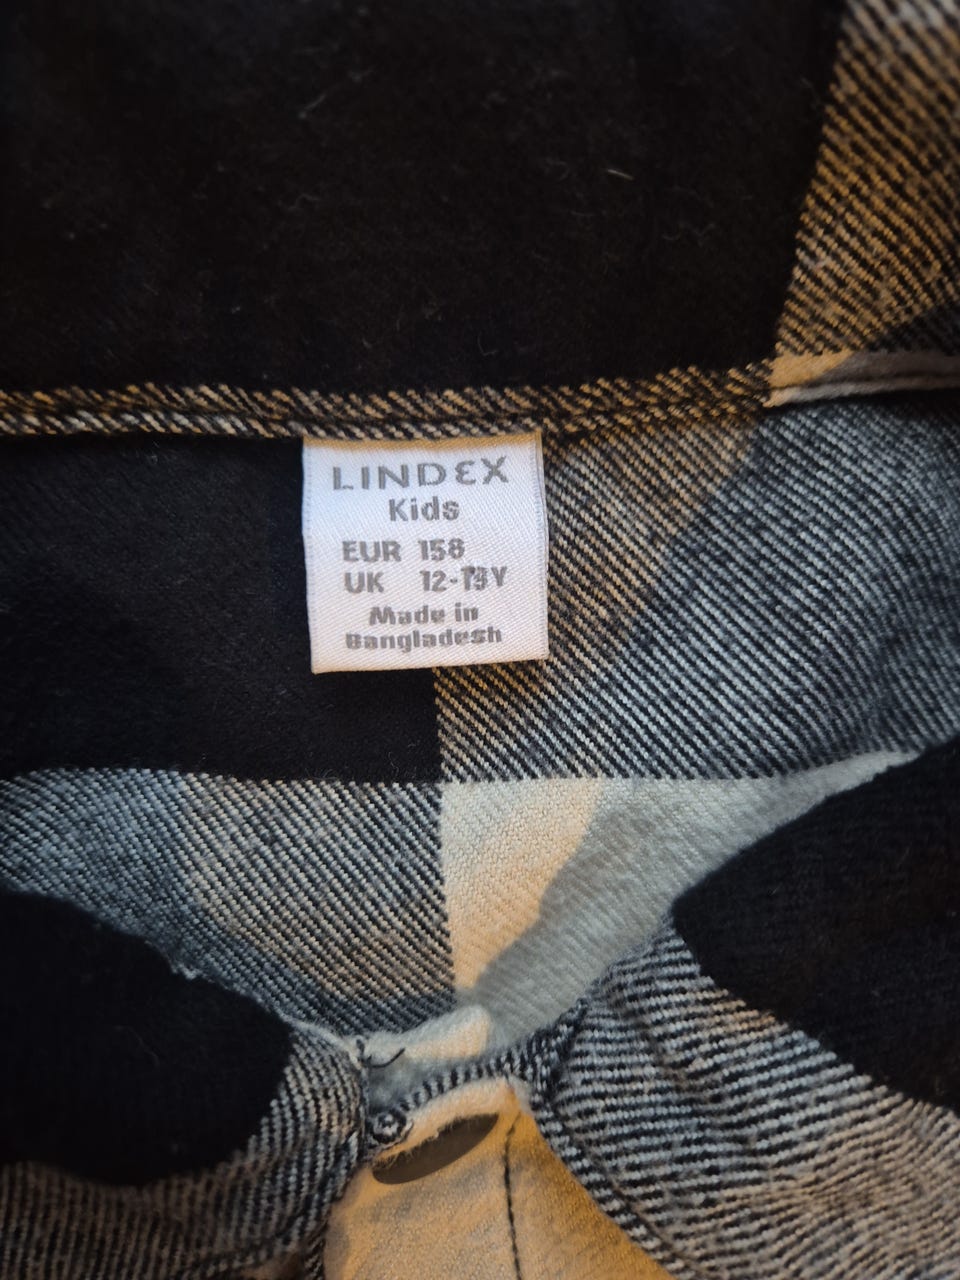 LINDEX
Kids
EUR 158
UK 12-13Y
Made in
Bangladesh